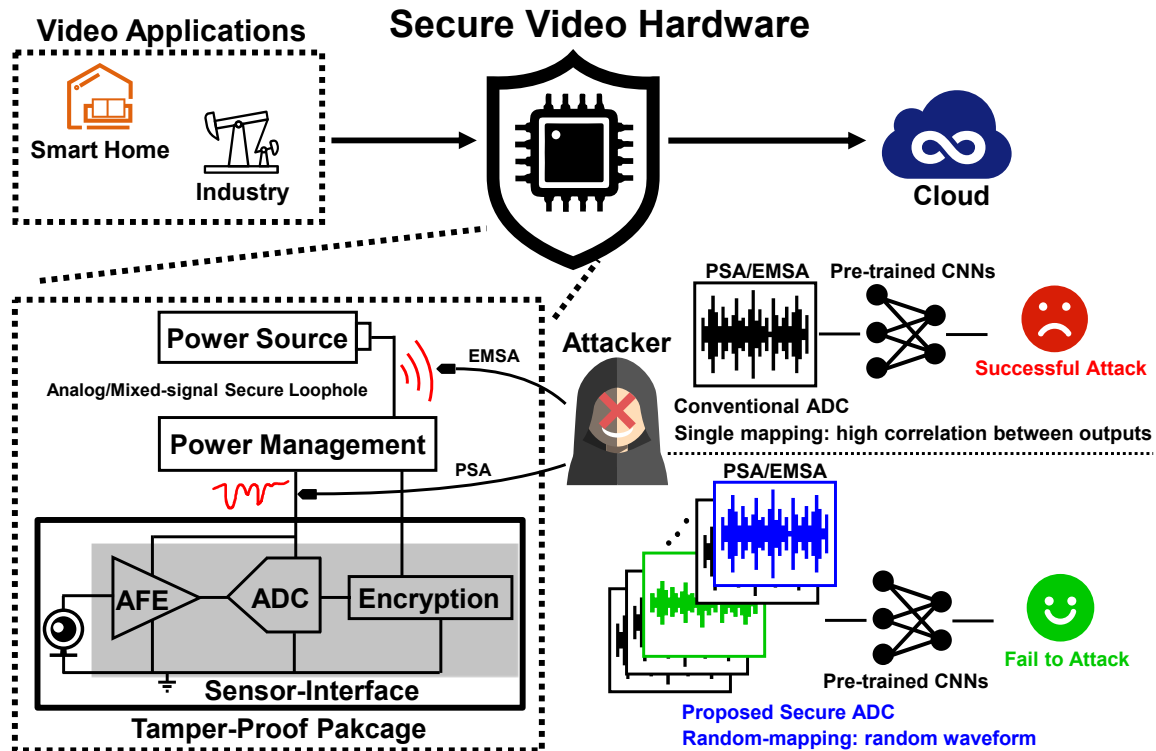 Secure Video Hardware
Video Applications
Smart Home
Industry
Cloud
Power Source
EMSA
Analog/Mixed-signal Secure Loophole
Power Management
PSA
AFE
ADC
Encryption
Sensor-Interface
Tamper-Proof Pakcage
Attacker
PSA/EMSA
Pre-trained CNNs
Successful Attack
Conventional ADC
Single mapping: high correlation between outputs
PSA/EMSA
Pre-trained CNNs
Fail to Attack
Proposed Secure ADC
Random-mapping: random waveform